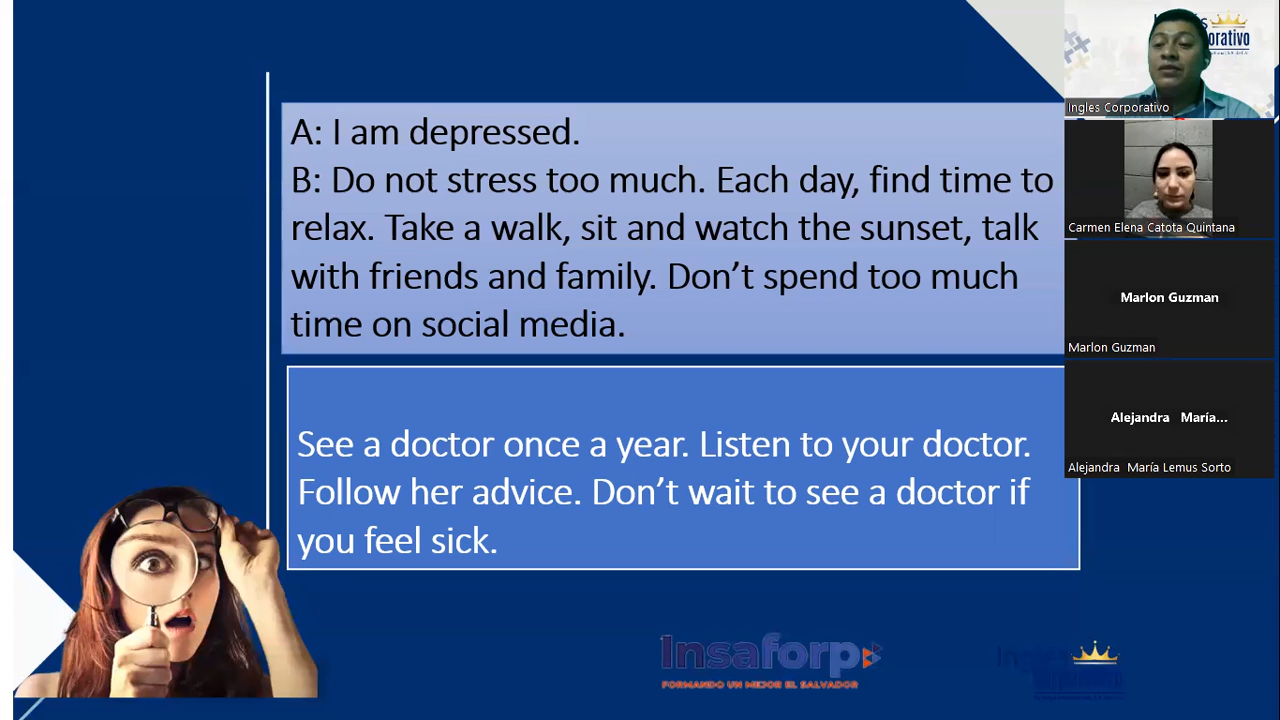 A: I am depressed.
B: Do not stress too much. Each day, find time to
relax. Take a walk, sit and watch the sunset, talk
with friends and family. Don’t spend too much
time on social media.
See a doctor once a year. Listen to your doctor.
Follow her advice. Don’t wait to see a doctor if
you feel sick.
Insaforp
FORMANDO UN MEJOR EL SALVADOR
orativo
Ingles Corporativo
Carmen Elena Catota Quintana
Marlon Guzman
Marlon Guzman
Alejandra María...
Alejandra María Lemus Sorto